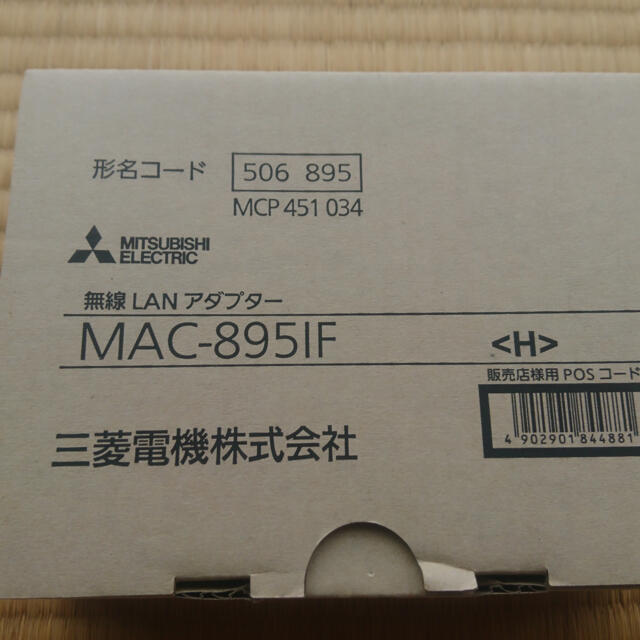 形名コード 506 895
MCP 451 034
MITSUBISHI
ELECTRIC
無線 LAN アダプター
MAC-895IF <H>
販売店様用 POS コード
4 902901 844881
三菱電機株式会社